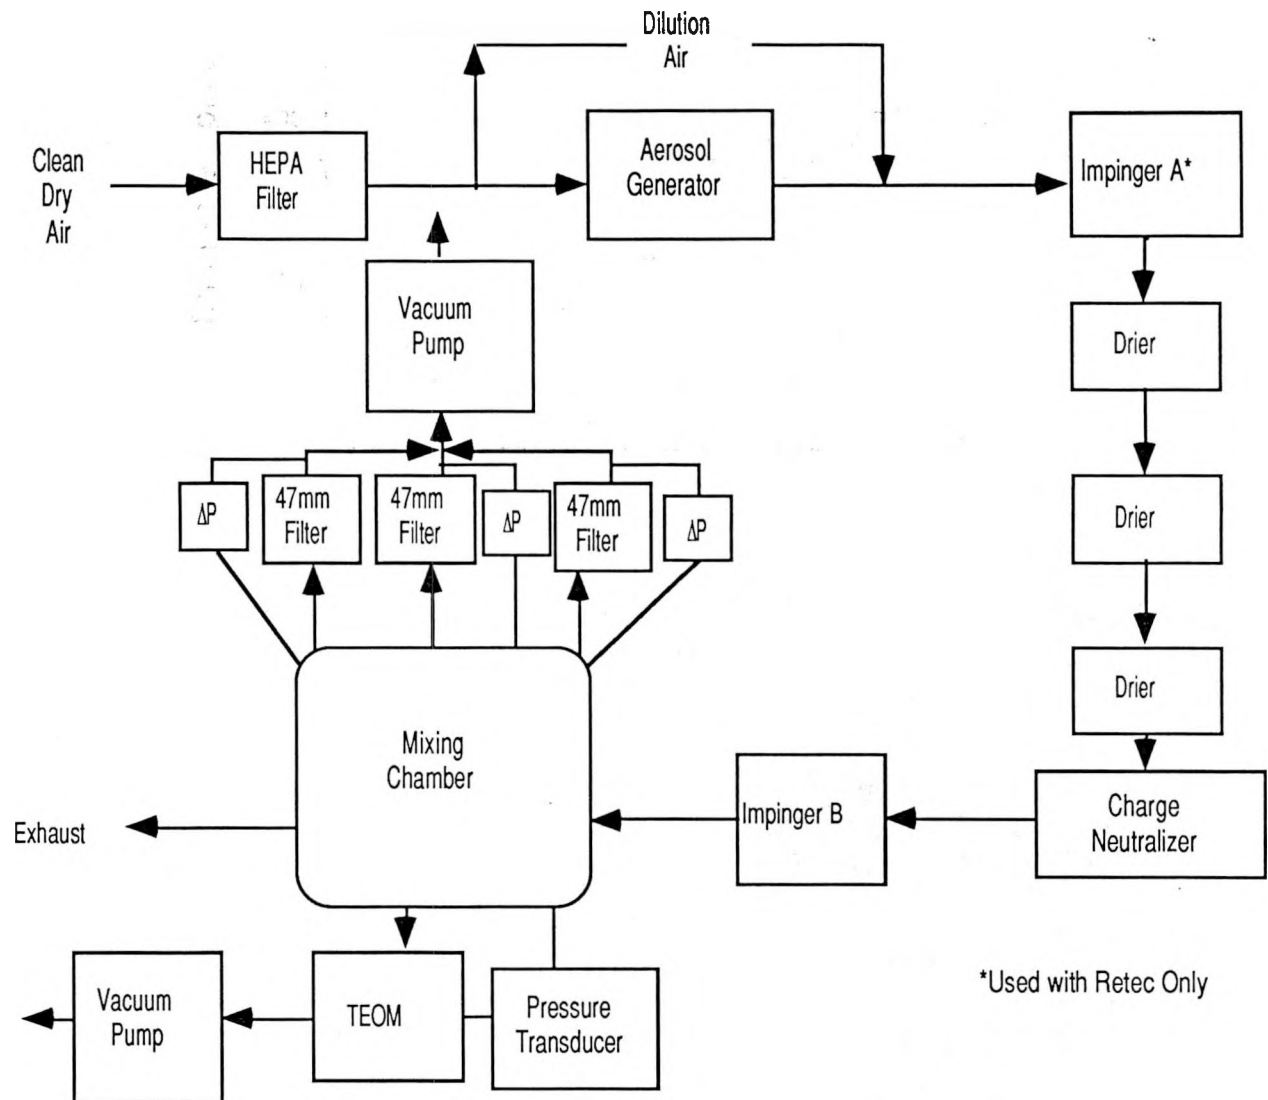 Dilution
Air
Clean
Dry
Air
HEPA
Filter
Aerosol
Generator
Impinger A*
Vacuum
Pump
Drier
ΔP
47mm
Filter
47mm
Filter
ΔP
47mm
Filter
ΔP
Drier
Drier
Mixing
Chamber
Exhaust
Impinger B
Charge
Neutralizer
Vacuum
Pump
TEOM
Pressure
Transducer
*Used with Retec Only